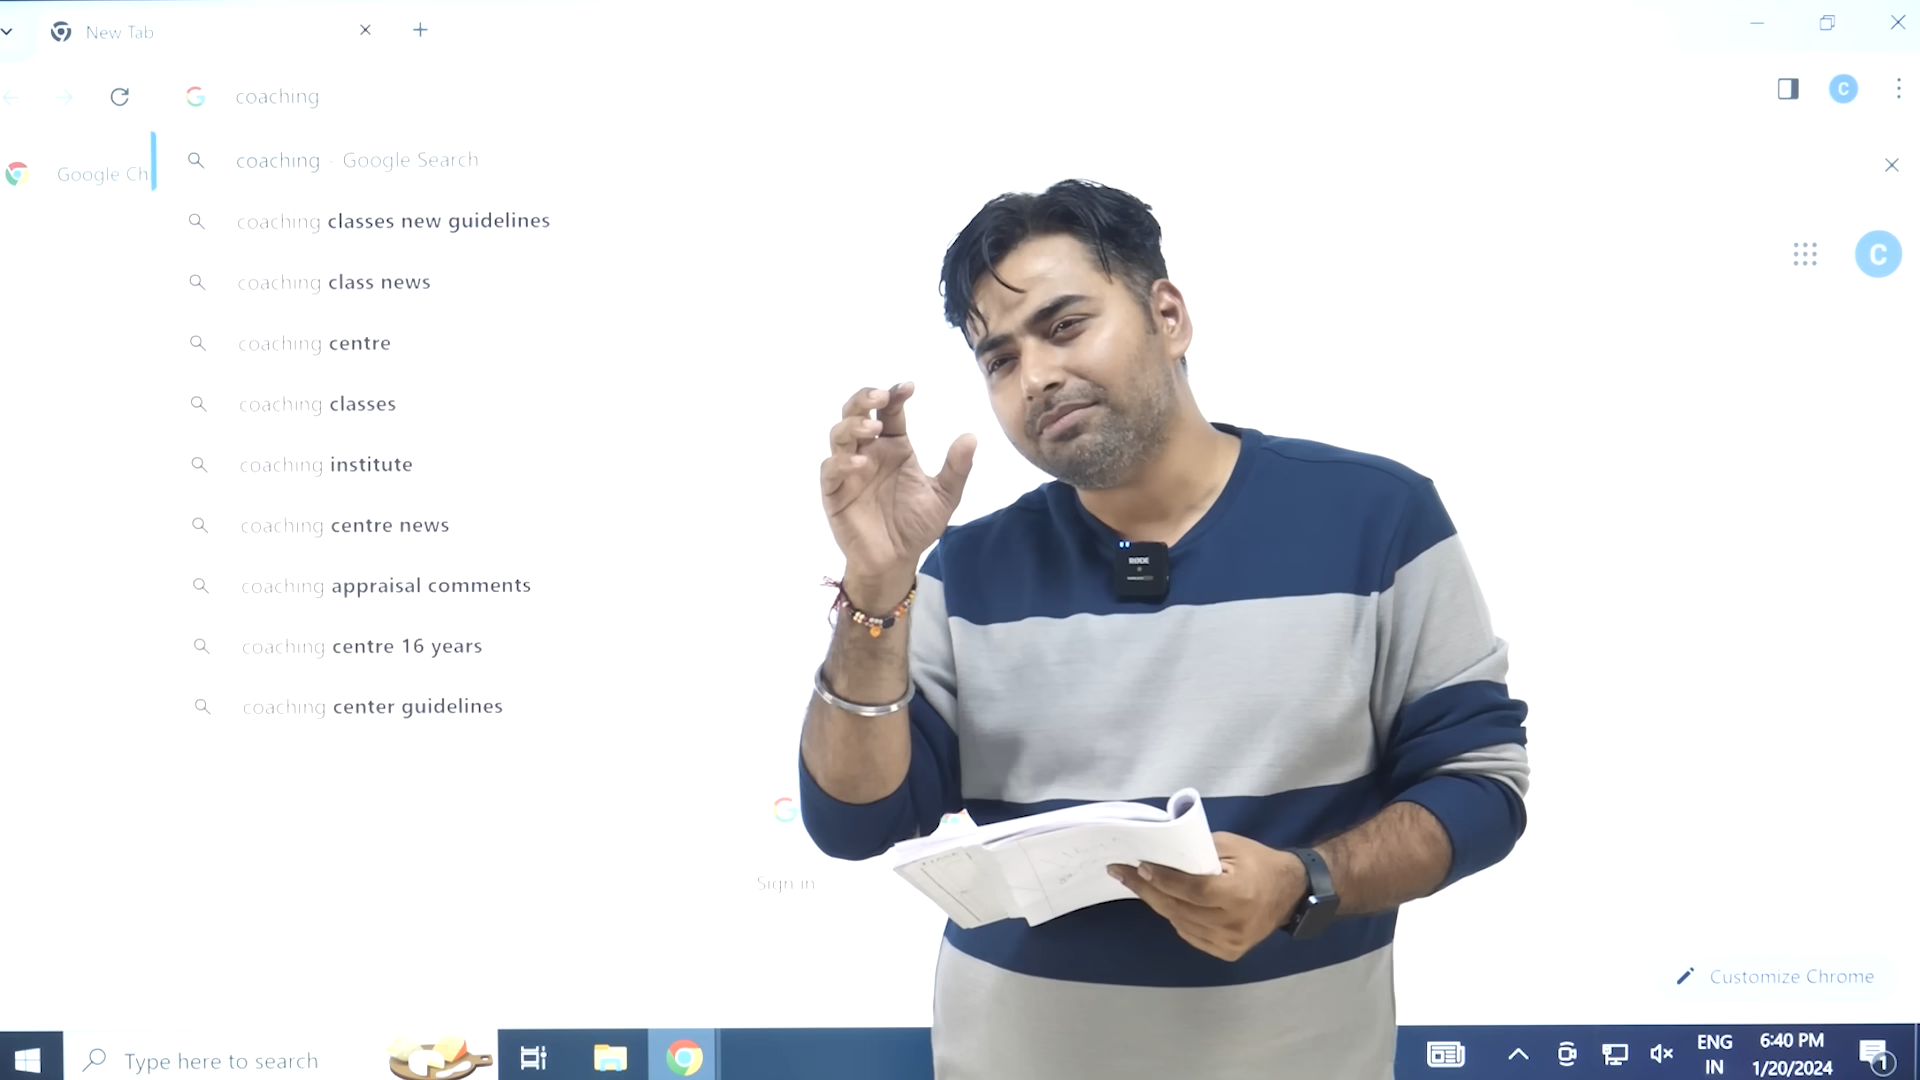 New Tab
coaching
Google Ch
coaching - Google Search
coaching classes new guidelines
coaching class news
coaching centre
coaching classes
coaching institute
coaching centre news
coaching appraisal comments
coaching centre 16 years
coaching center guidelines
C
C
RØDE
Sign in
Customize Chrome
Type here to search
ENG
IN
6:40 PM
1/20/2024
1